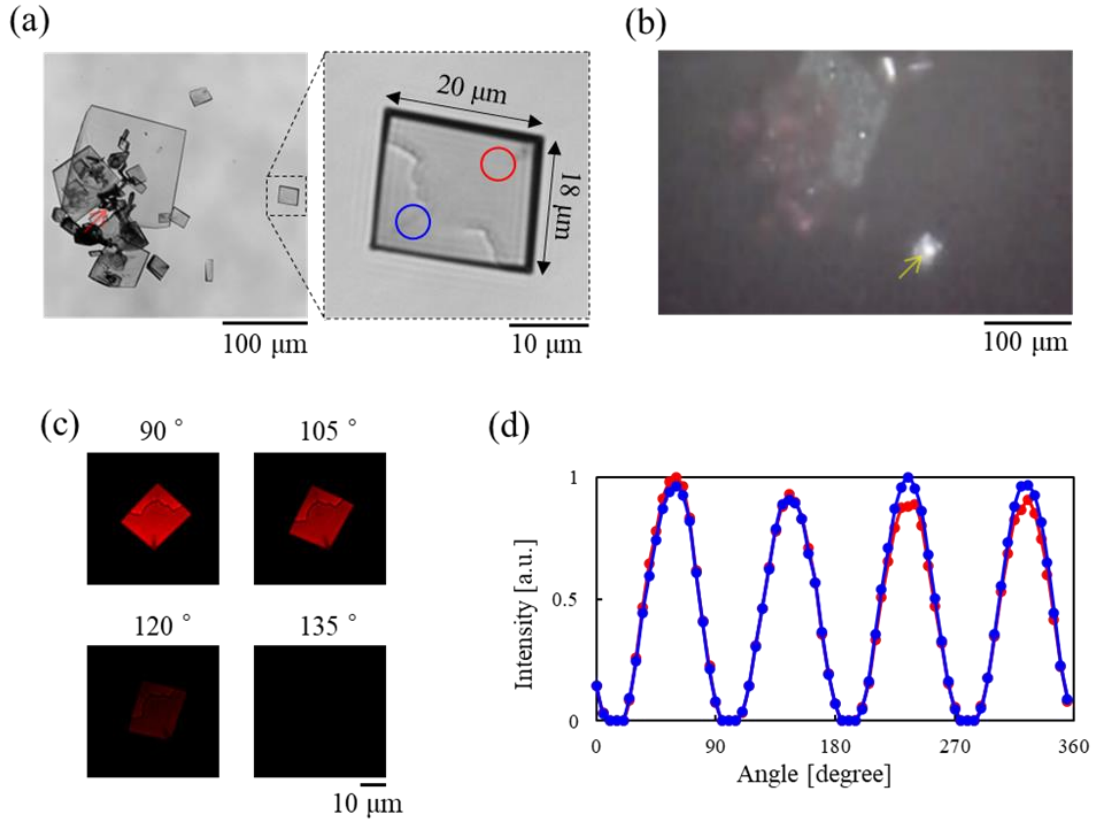 (a)
20 μm
18 μm
100 μm
10 μm
(b)
100 μm
(c)
90 °
105 °
120 °
135 °
10 μm
(d)
1
0.5
0
Intensity [a.u.]
0
90
180
270
360
Angle [degree]